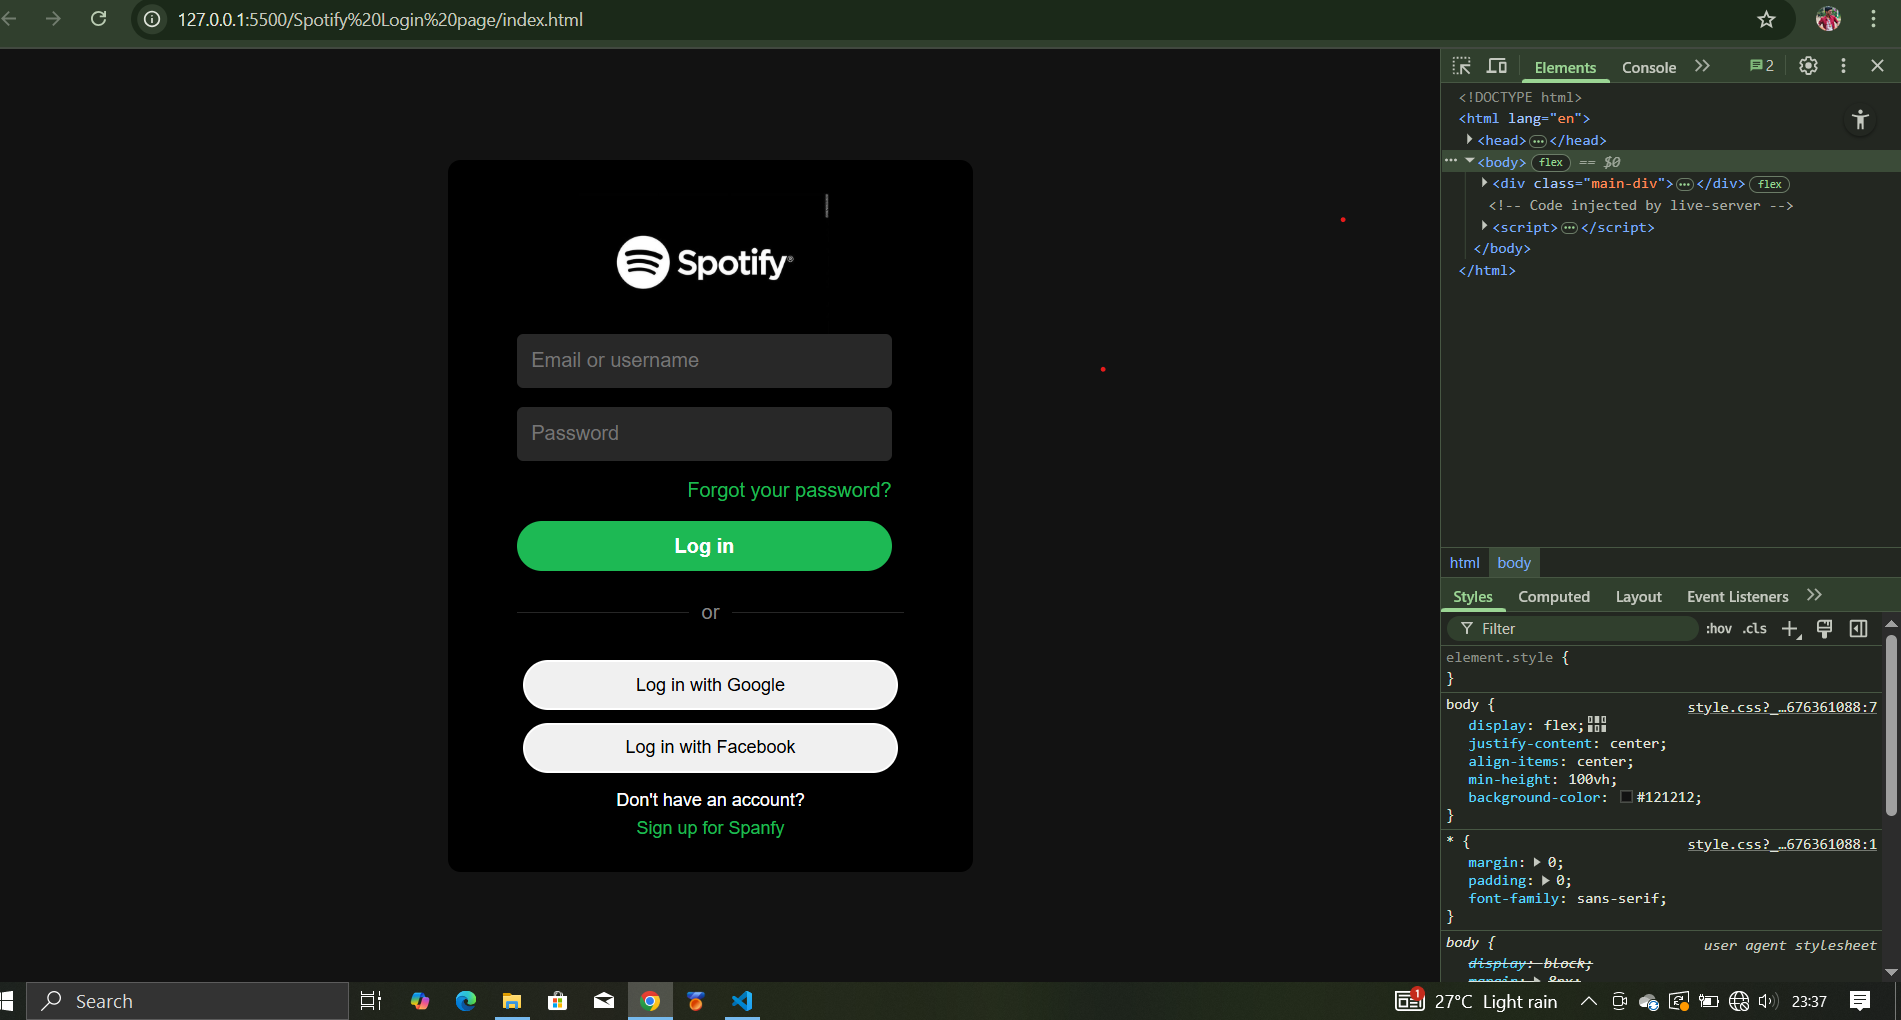 127.0.0.1:5500/Spotify%20Login%20page/index.html
Spotify®
Email or username
Password
Forgot your password?
Log in
or
Log in with Google
Log in with Facebook
Don't have an account?
Sign up for Spanfy
Elements Console 2
<!DOCTYPE html>
<html lang="en">
<head> ••• </head>
••• <body> flex == $0
<div class="main-div"> ••• </div> flex
<!-- Code injected by live-server -->
<script> ••• </script>
</body>
</html>
html body
Styles Computed Layout Event Listeners
Filter :hov .cls
element.style {
}
body { style.css?_…676361088:7
display: flex;
justify-content: center;
align-items: center;
min-height: 100vh;
background-color: #121212;
}
* { style.css?_…676361088:1
margin: 0;
padding: 0;
font-family: sans-serif;
}
body { user agent stylesheet
display: block;
margin: 8px;
Search 1 27°C Light rain 23:37